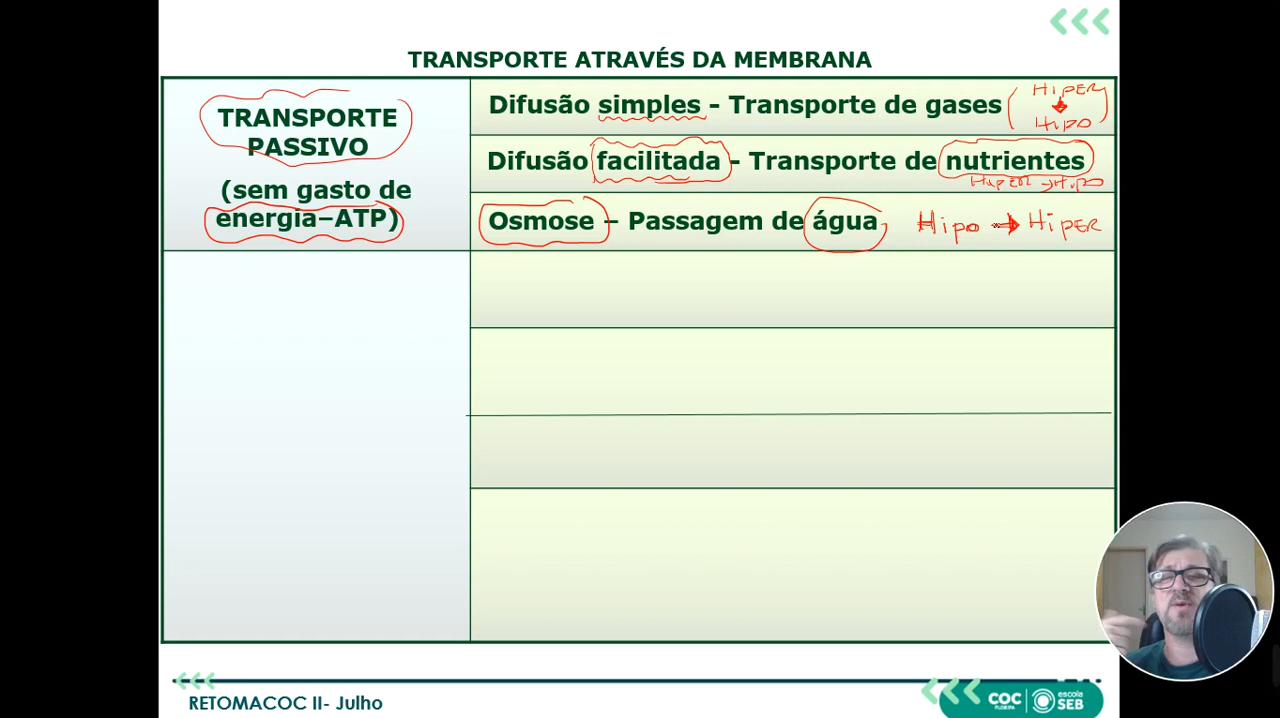 TRANSPORTE ATRAVÉS DA MEMBRANA
TRANSPORTE
PASSIVO
(sem gasto de
energia–ATP)
Difusão simples - Transporte de gases
HiPER
HiPO
Difusão facilitada - Transporte de nutrientes
HiPER → HiPO
Osmose – Passagem de água
Hipo → HiPER
RETOMACOC II- Julho
COC
FLORIPA
escola
SEB